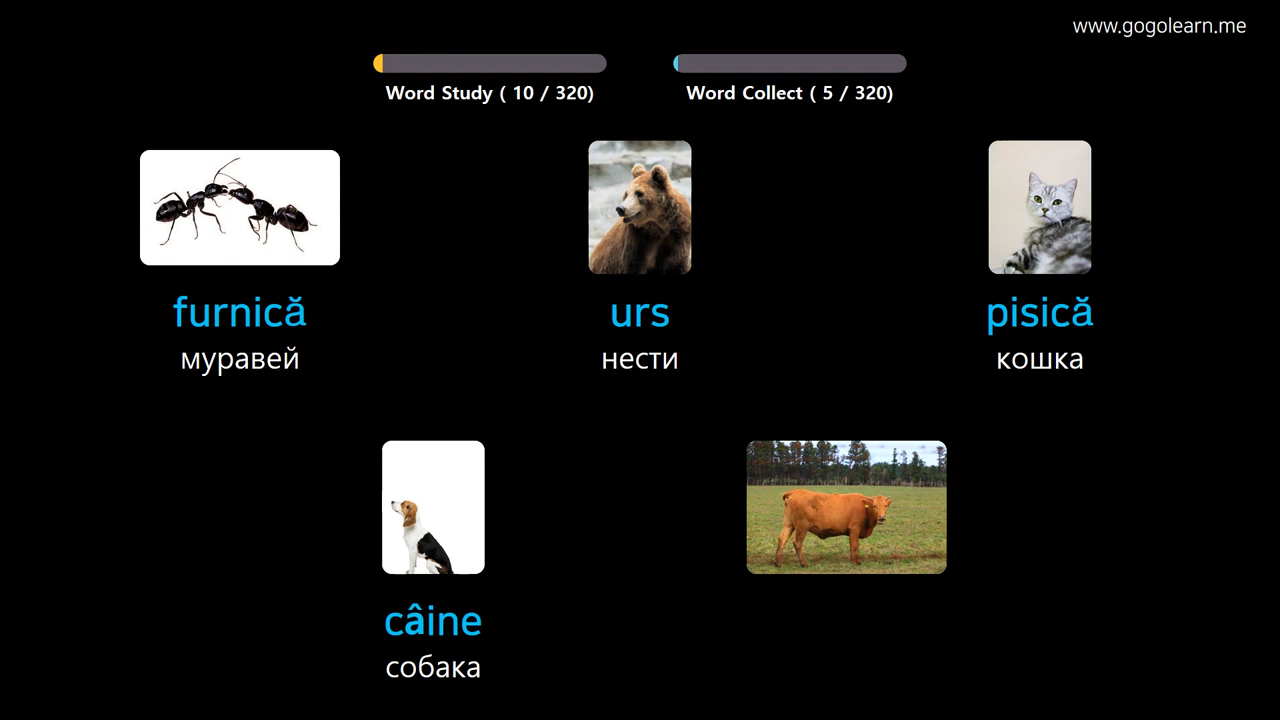 www.gogolearn.me
Word Study ( 10 / 320)
Word Collect ( 5 / 320)
furnică
муравей
urs
нести
pisică
кошка
câine
собака